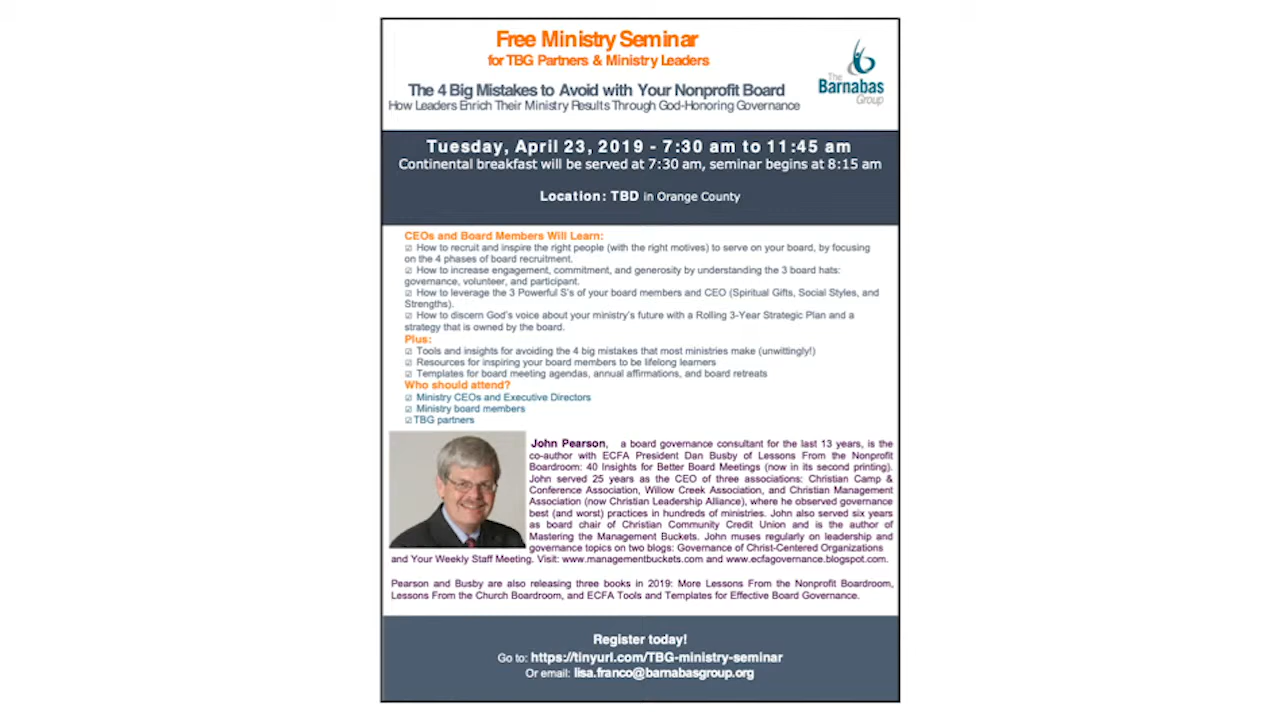 Free Ministry Seminar
for TBG Partners & Ministry Leaders
The 4 Big Mistakes to Avoid with Your Nonprofit Board
How Leaders Enrich Their Ministry Results Through God-Honoring Governance
The
Barnabas
Group
Tuesday, April 23, 2019 - 7:30 am to 11:45 am
Continental breakfast will be served at 7:30 am, seminar begins at 8:15 am
Location: TBD in Orange County
CEOs and Board Members Will Learn:
☑ How to recruit and inspire the right people (with the right motives) to serve on your board, by focusing
on the 4 phases of board recruitment.
☑ How to increase engagement, commitment, and generosity by understanding the 3 board hats:
governance, volunteer, and participant.
☑ How to leverage the 3 Powerful S's of your board members and CEO (Spiritual Gifts, Social Styles, and
Strengths).
☑ How to discern God's voice about your ministry's future with a Rolling 3-Year Strategic Plan and a
strategy that is owned by the board.
Plus:
☑ Tools and insights for avoiding the 4 big mistakes that most ministries make (unwittingly!)
☑ Resources for inspiring your board members to be lifelong learners
☑ Templates for board meeting agendas, annual affirmations, and board retreats
Who should attend?
☑ Ministry CEOs and Executive Directors
☑ Ministry board members
☑ TBG partners
John Pearson, a board governance consultant for the last 13 years, is the
co-author with ECFA President Dan Busby of Lessons From the Nonprofit
Boardroom: 40 Insights for Better Board Meetings (now in its second printing).
John served 25 years as the CEO of three associations: Christian Camp &
Conference Association, Willow Creek Association, and Christian Management
Association (now Christian Leadership Alliance), where he observed governance
best (and worst) practices in hundreds of ministries. John also served six years
as board chair of Christian Community Credit Union and is the author of
Mastering the Management Buckets. John muses regularly on leadership and
governance topics on two blogs: Governance of Christ-Centered Organizations
and Your Weekly Staff Meeting. Visit: www.managementbuckets.com and www.ecfagovernance.blogspot.com.
Pearson and Busby are also releasing three books in 2019: More Lessons From the Nonprofit Boardroom,
Lessons From the Church Boardroom, and ECFA Tools and Templates for Effective Board Governance.
Register today!
Go to: https://tinyurl.com/TBG-ministry-seminar
Or email: lisa.franco@barnabasgroup.org